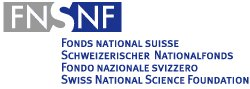 FNSNF
FONDS NATIONAL SUISSE
SCHWEIZERISCHER NATIONALFONDS
FONDO NAZIONALE SVIZZERO
SWISS NATIONAL SCIENCE FOUNDATION